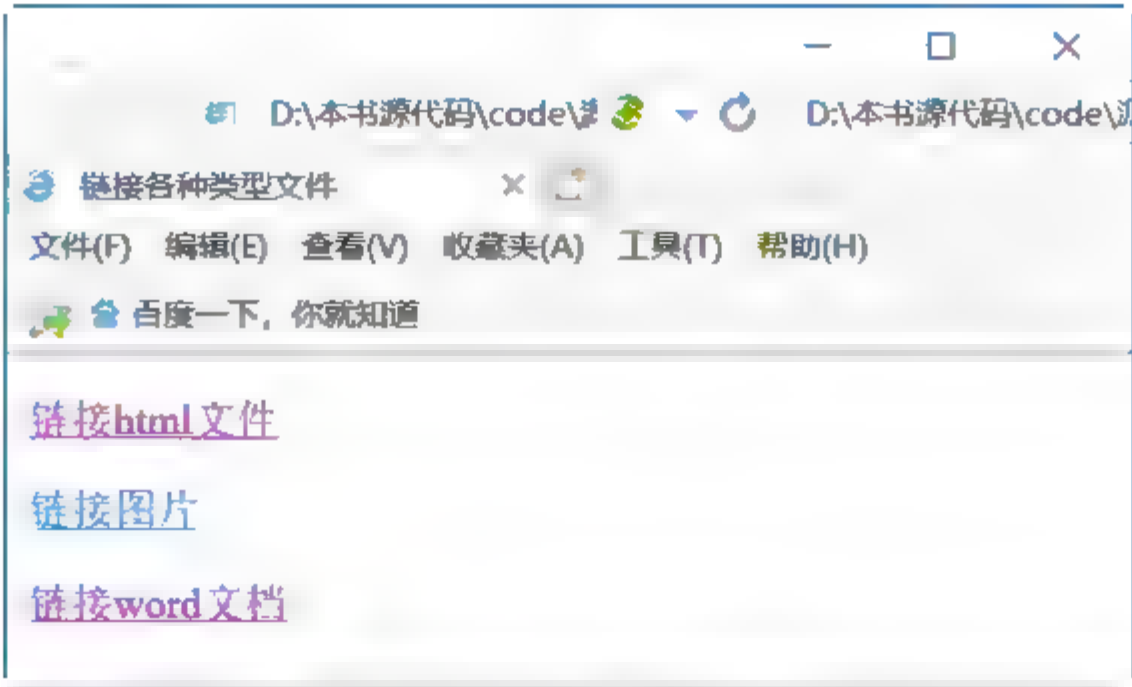 D:\本书源代码\code\ D:\本书源代码\code\
链接各种类型文件
文件(F) 编辑(E) 查看(V) 收藏夹(A) 工具(T) 帮助(H)
百度一下，你就知道
链接html文件
链接图片
链接word文档